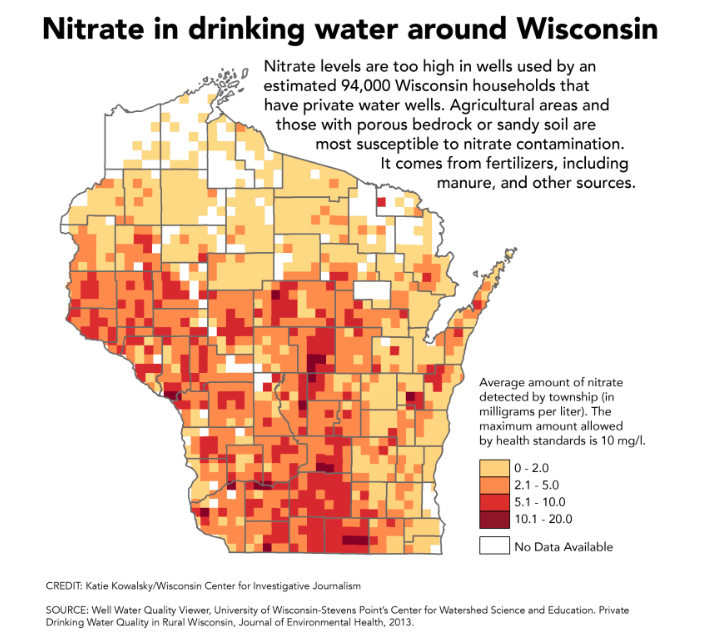 Nitrate in drinking water around Wisconsin
Nitrate levels are too high in wells used by an
estimated 94,000 Wisconsin households that
have private water wells. Agricultural areas and
those with porous bedrock or sandy soil are
most susceptible to nitrate contamination.
It comes from fertilizers, including
manure, and other sources.
Average amount of nitrate
detected by township (in
milligrams per liter). The
maximum amount allowed
by health standards is 10 mg/l.
0 - 2.0
2.1 - 5.0
5.1 - 10.0
10.1 - 20.0
No Data Available
CREDIT: Katie Kowalsky/Wisconsin Center for Investigative Journalism
SOURCE: Well Water Quality Viewer, University of Wisconsin-Stevens Point's Center for Watershed Science and Education. Private
Drinking Water Quality in Rural Wisconsin, Journal of Environmental Health, 2013.